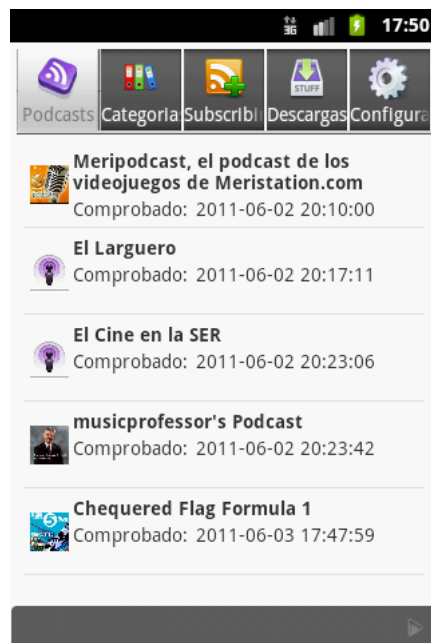 3G 17:50
Podcasts Categoria Subscribi Descargas Configura
STUFF
Meripodcast, el podcast de los
videojuegos de Meristation.com
Comprobado: 2011-06-02 20:10:00
El Larguero
Comprobado: 2011-06-02 20:17:11
El Cine en la SER
Comprobado: 2011-06-02 20:23:06
musicprofessor's Podcast
Comprobado: 2011-06-02 20:23:42
Chequered Flag Formula 1
Comprobado: 2011-06-03 17:47:59